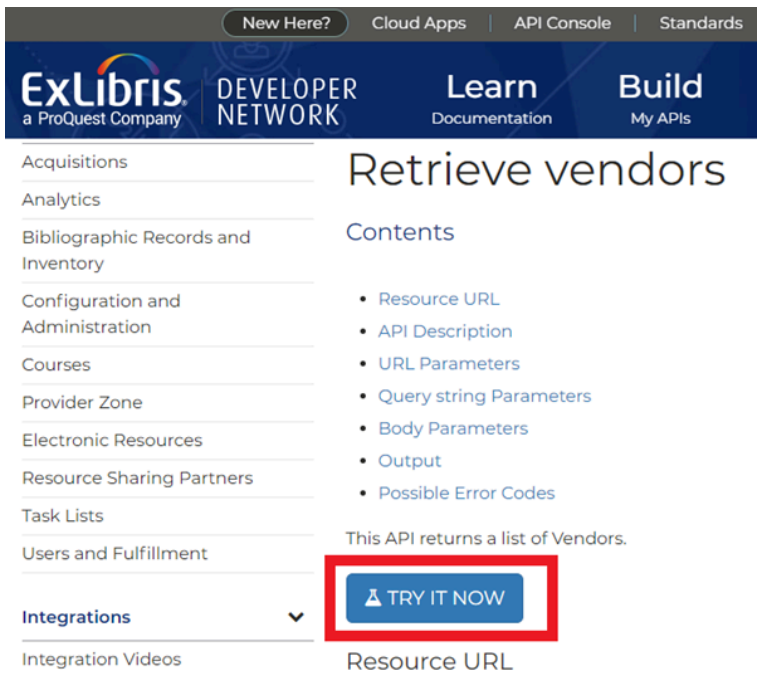 New Here?
Cloud Apps
API Console
Standards
ExLibris.
a ProQuest Company
DEVELOPER
NETWORK
Learn
Documentation
Build
My APIs
Acquisitions
Analytics
Bibliographic Records and
Inventory
Configuration and
Administration
Courses
Provider Zone
Electronic Resources
Resource Sharing Partners
Task Lists
Users and Fulfillment
Integrations
Integration Videos
Retrieve vendors
Contents
Resource URL
API Description
URL Parameters
Query string Parameters
Body Parameters
Output
Possible Error Codes
This API returns a list of Vendors.
TRY IT NOW
Resource URL